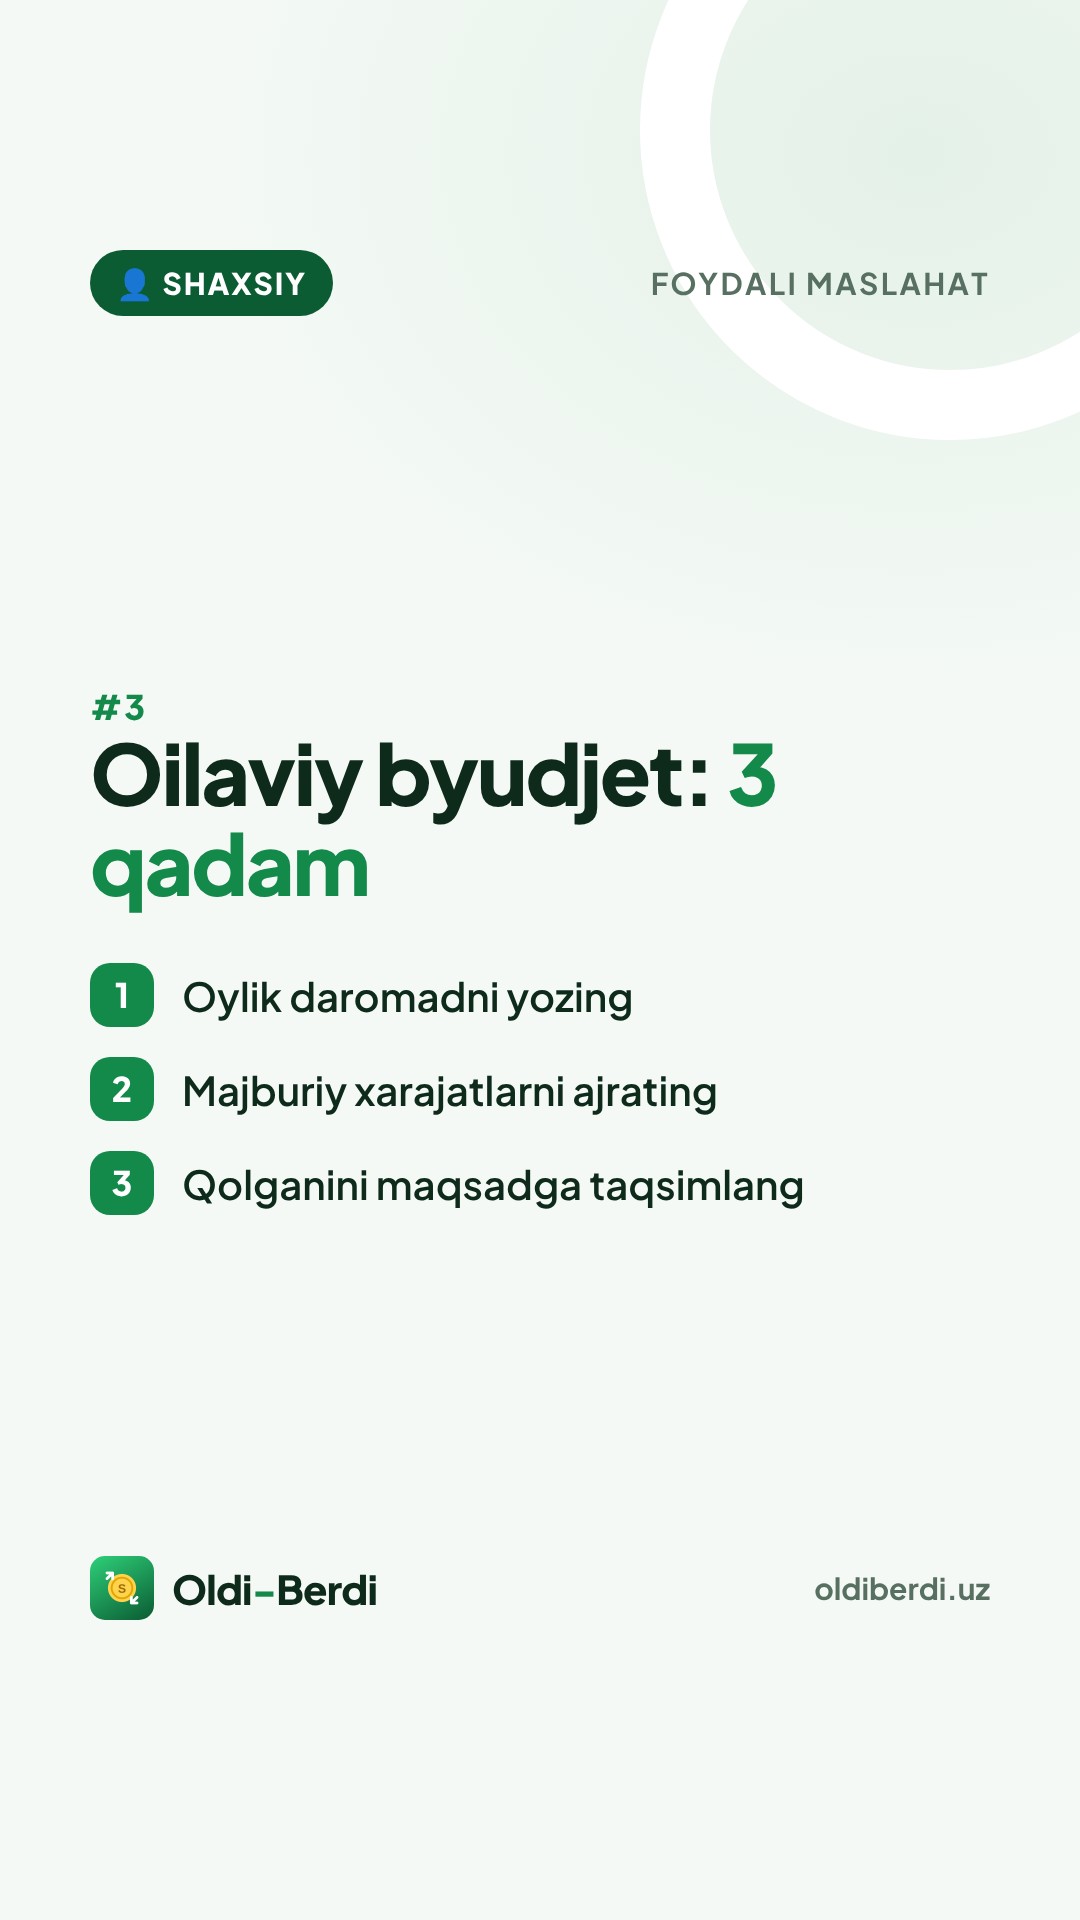 👤 SHAXSIY
FOYDALI MASLAHAT
#3
Oilaviy byudjet: 3
qadam
1 Oylik daromadni yozing
2 Majburiy xarajatlarni ajrating
3 Qolganini maqsadga taqsimlang
S
Oldi-Berdi
oldiberdi.uz